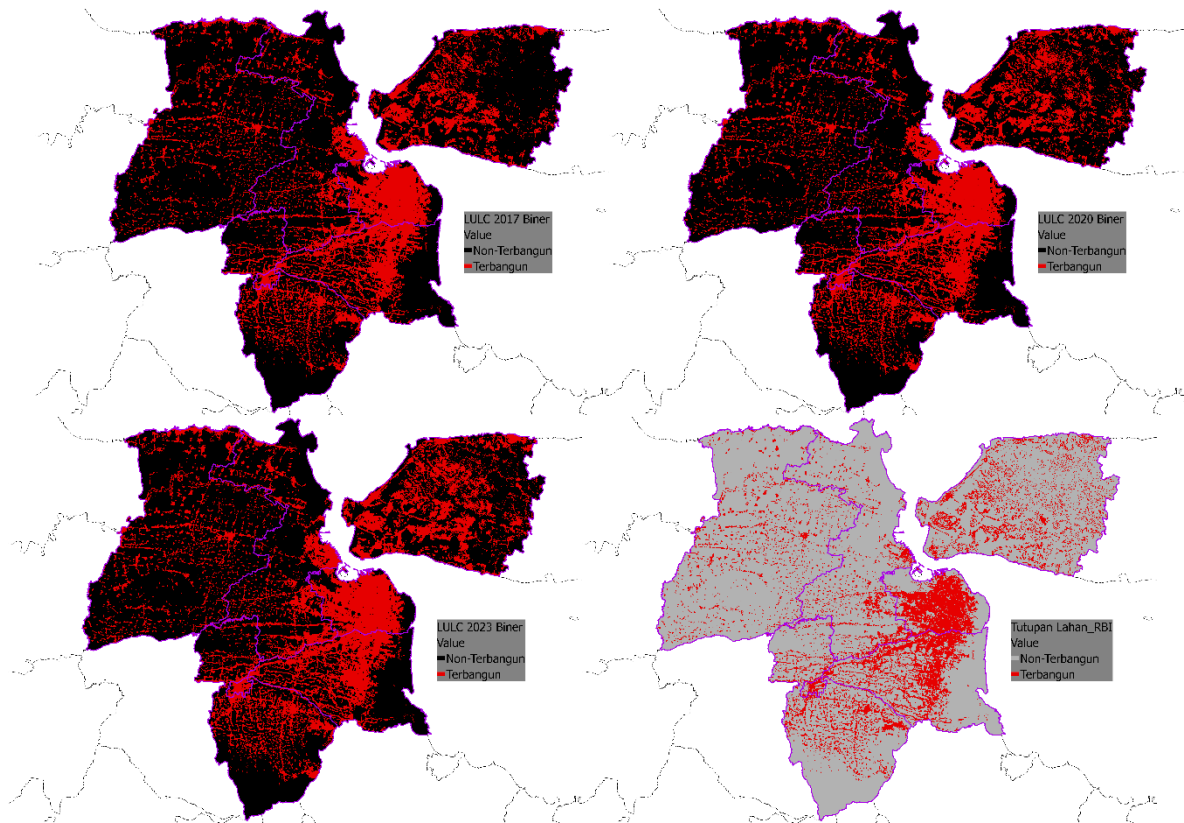 LULC 2017 Biner
Value
Non-Terbangun
Terbangun
LULC 2020 Biner
Value
Non-Terbangun
Terbangun
LULC 2023 Biner
Value
Non-Terbangun
Terbangun
Tutupan Lahan_RBI
Value
Non-Terbangun
Terbangun